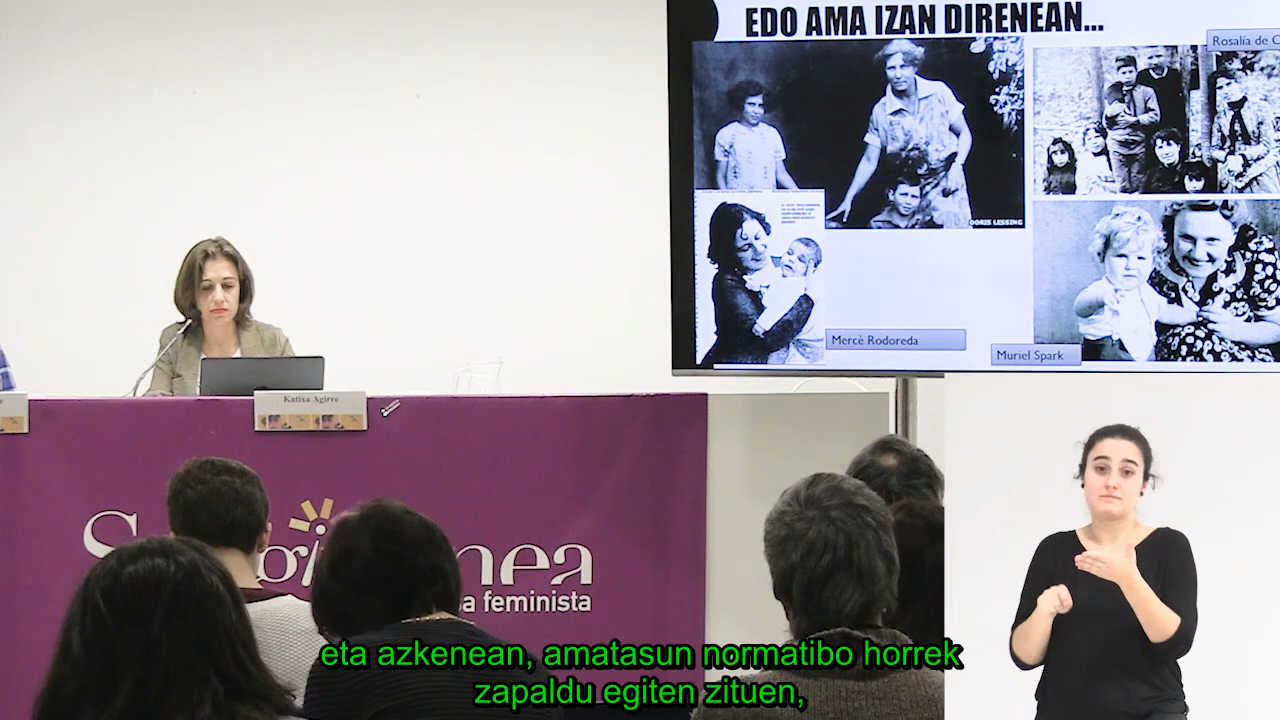 EDO AMA IZAN DIRENEAN...
Rosalía de C
DORIS LESSING
Mercè Rodoreda
Muriel Spark
Katixa Agirre
nea
a feminista
eta azkenean, amatasun normatibo horrek
zapaldu egiten zituen,